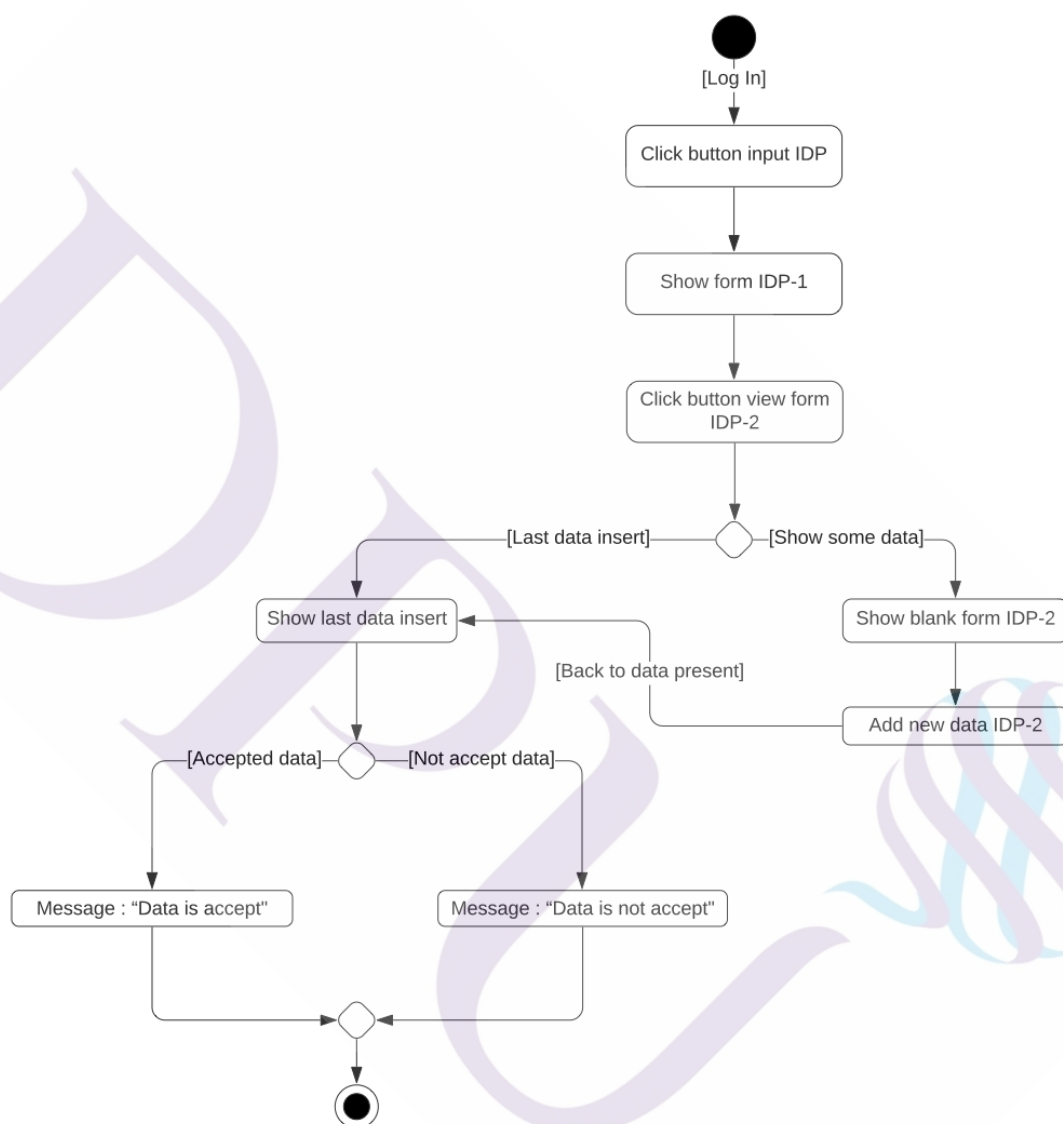 [Log In]
Click button input IDP
Show form IDP-1
Click button view form
IDP-2
[Last data insert]
[Show some data]
Show last data insert
Show blank form IDP-2
[Back to data present]
Add new data IDP-2
[Accepted data]
[Not accept data]
Message : “Data is accept"
Message : “Data is not accept"
DPU